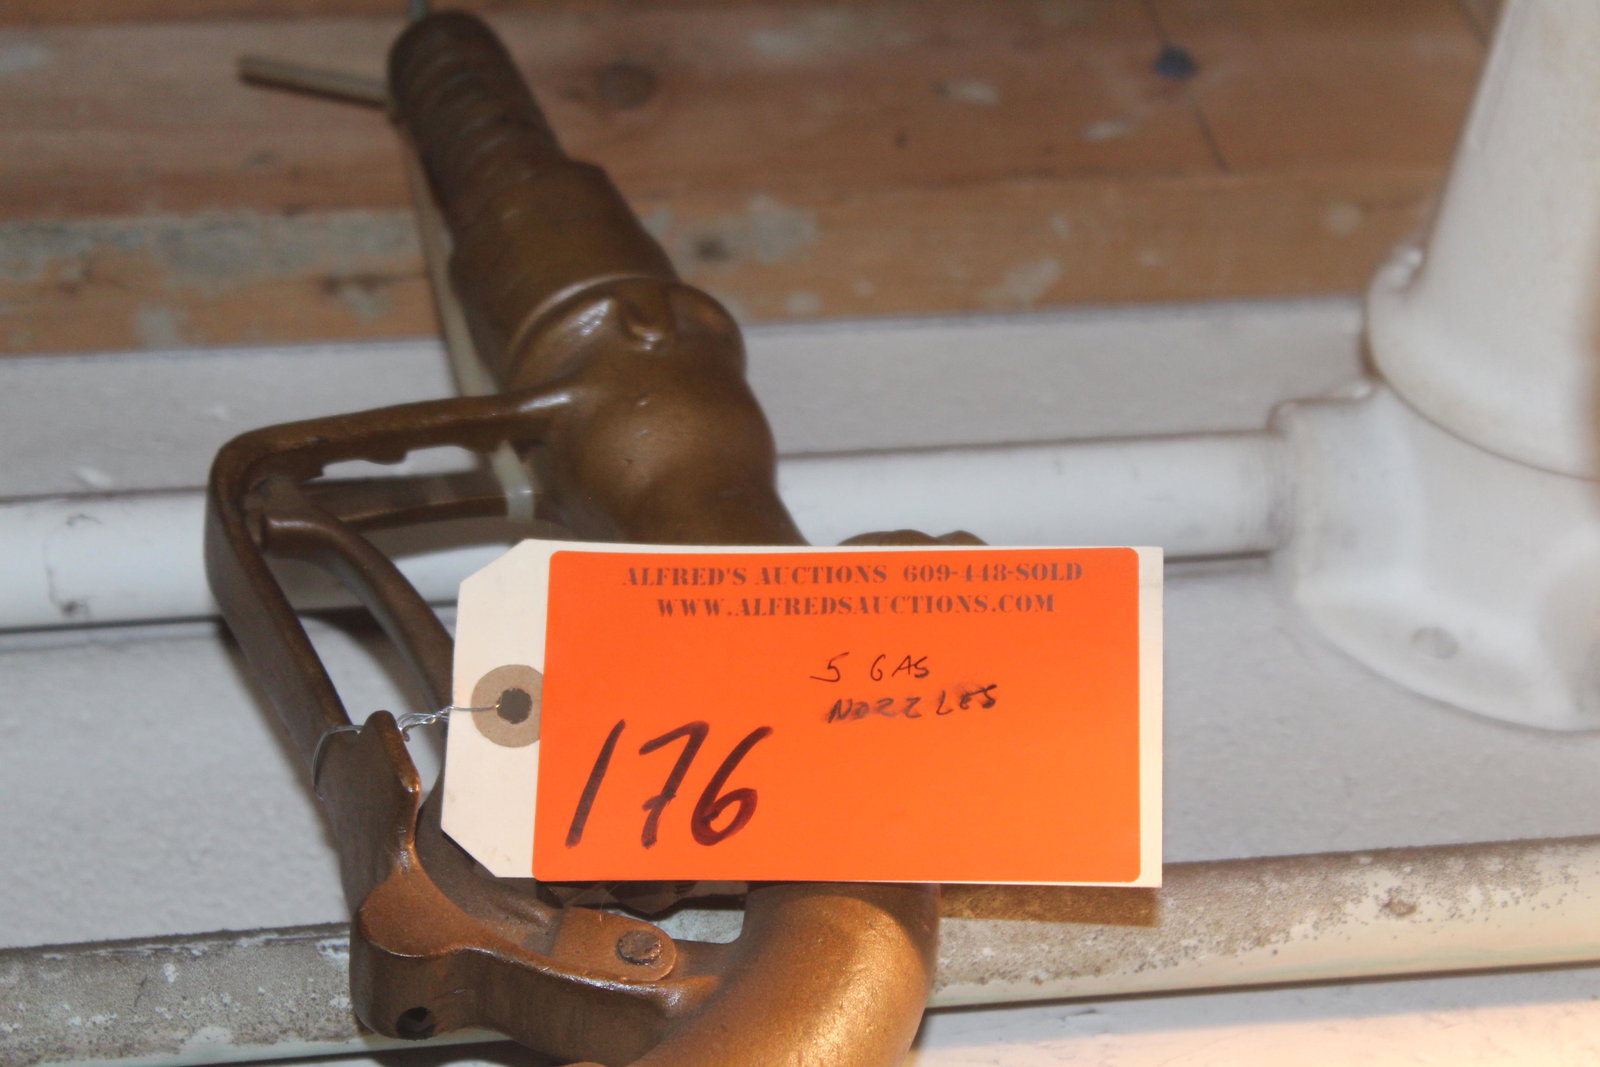 ALFRED'S AUCTIONS 609-448-SOLD
WWW.ALFREDSAUCTIONS.COM
5 GAS
NOZZLES
176